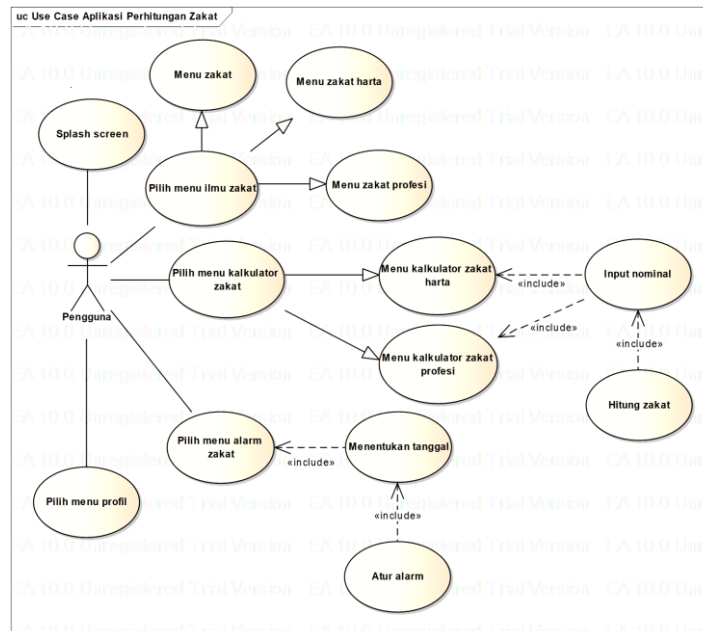 uc Use Case Aplikasi Perhitungan Zakat
Menu zakat
Menu zakat harta
Splash screen
Pilih menu ilmu zakat
Menu zakat profesi
Pengguna
Pilih menu kalkulator
zakat
Menu kalkulator zakat
harta
«include»
Input nominal
«include»
Menu kalkulator zakat
profesi
«include»
Hitung zakat
Pilih menu alarm
zakat
«include»
Menentukan tanggal
Pilih menu profil
«include»
Atur alarm
EA 10.0 Unregistered Trial Version